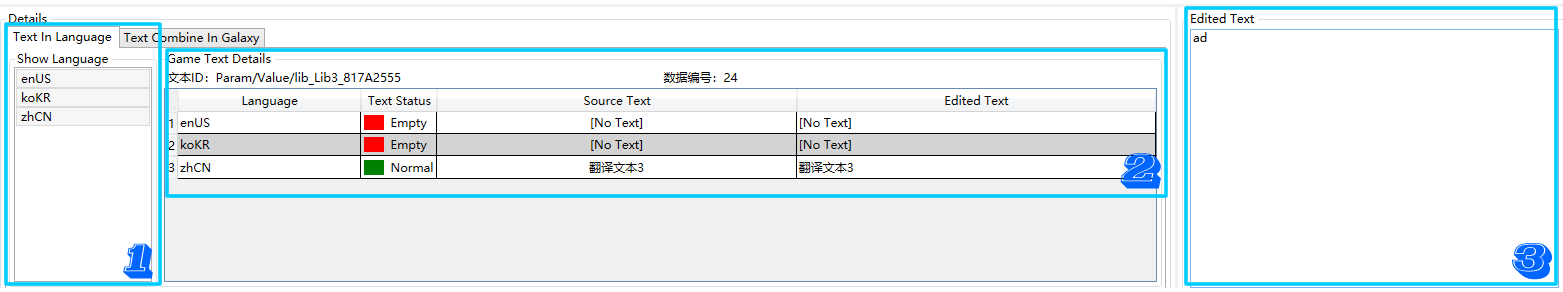 Details
Text In Language
Text Combine In Galaxy
Show Language
enUS
koKR
zhCN
1
Game Text Details
文本ID: Param/Value/lib_Lib3_817A2555 数据编号: 24
Language Text Status Source Text Edited Text
1 enUS Empty [No Text] [No Text]
2 koKR Empty [No Text] [No Text]
3 zhCN Normal 翻译文本3 翻译文本3
2
Edited Text
ad
3